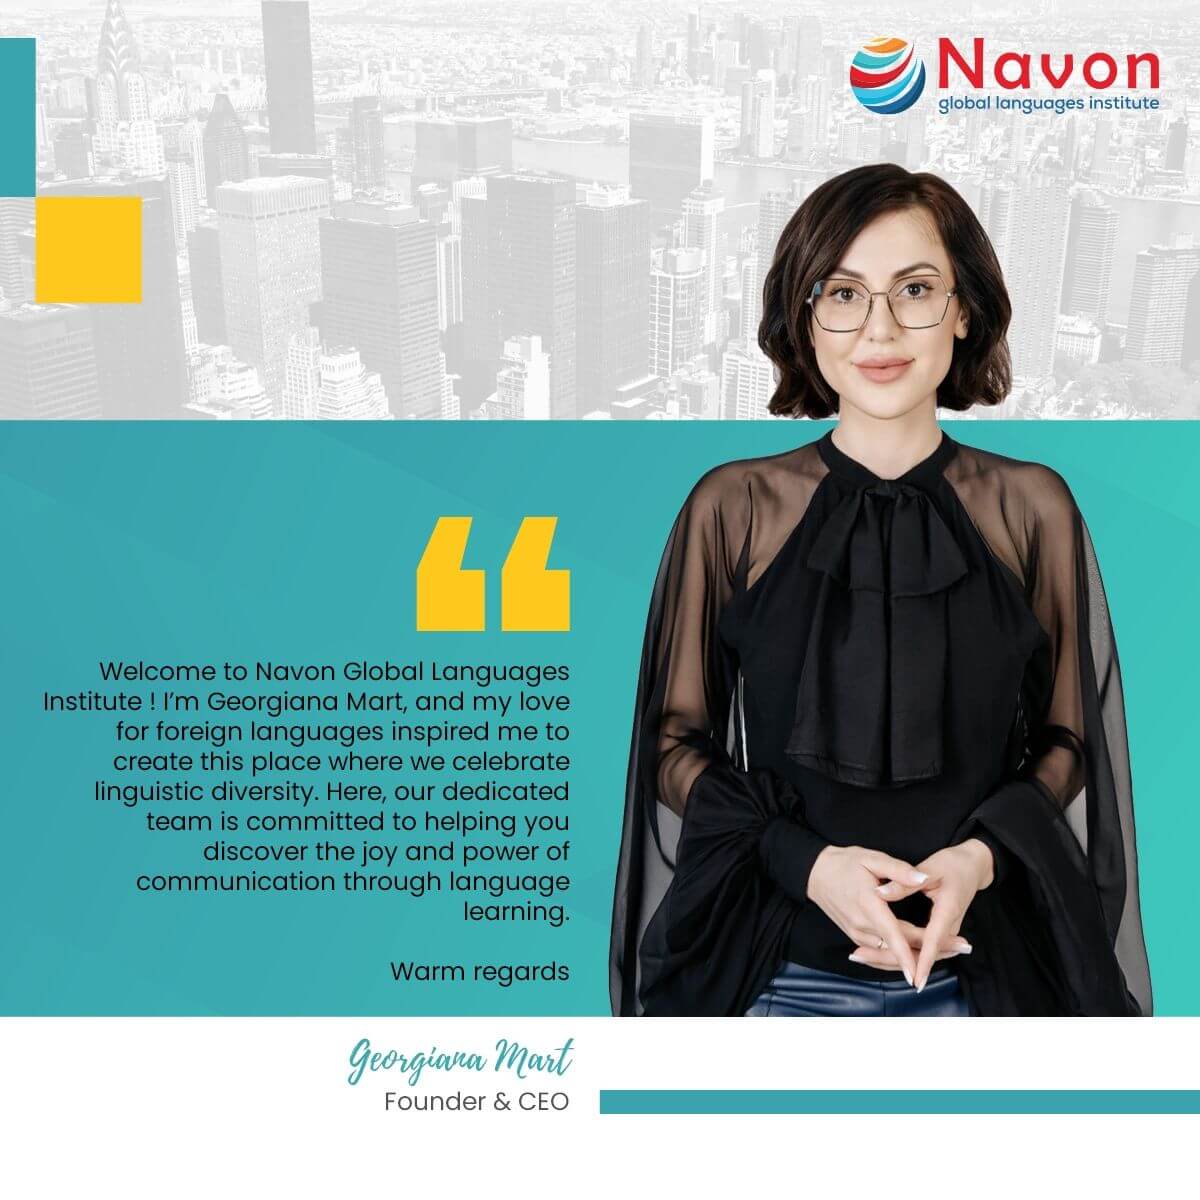 Navon
global languages institute
Welcome to Navon Global Languages
Institute ! I’m Georgiana Mart, and my love
for foreign languages inspired me to
create this place where we celebrate
linguistic diversity. Here, our dedicated
team is committed to helping you
discover the joy and power of
communication through language
learning.
Warm regards
Georgiana Mart
Founder & CEO